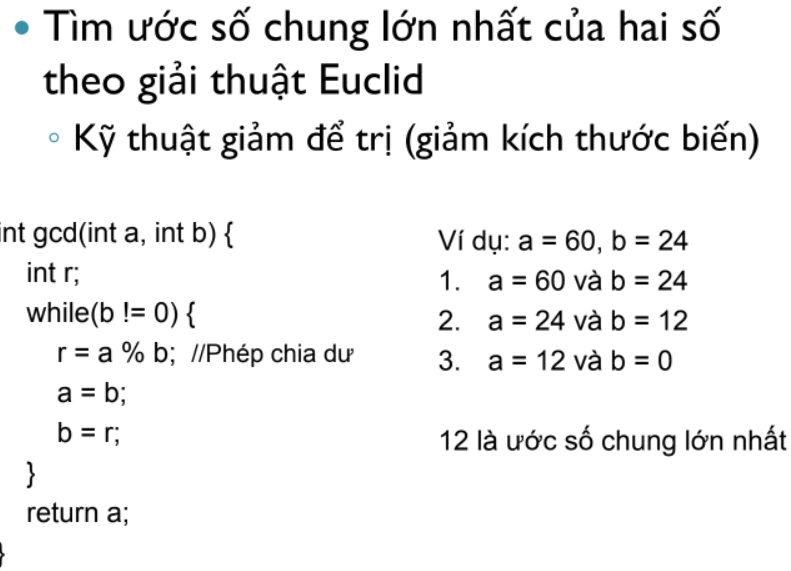 • Tìm ước số chung lớn nhất của hai số
theo giải thuật Euclid
◦ Kỹ thuật giảm để trị (giảm kích thước biến)
int gcd(int a, int b) {
int r;
while(b != 0) {
r = a % b; //Phép chia dư
a = b;
b = r;
}
return a;
}
Ví dụ: a = 60, b = 24
1. a = 60 và b = 24
2. a = 24 và b = 12
3. a = 12 và b = 0
12 là ước số chung lớn nhất